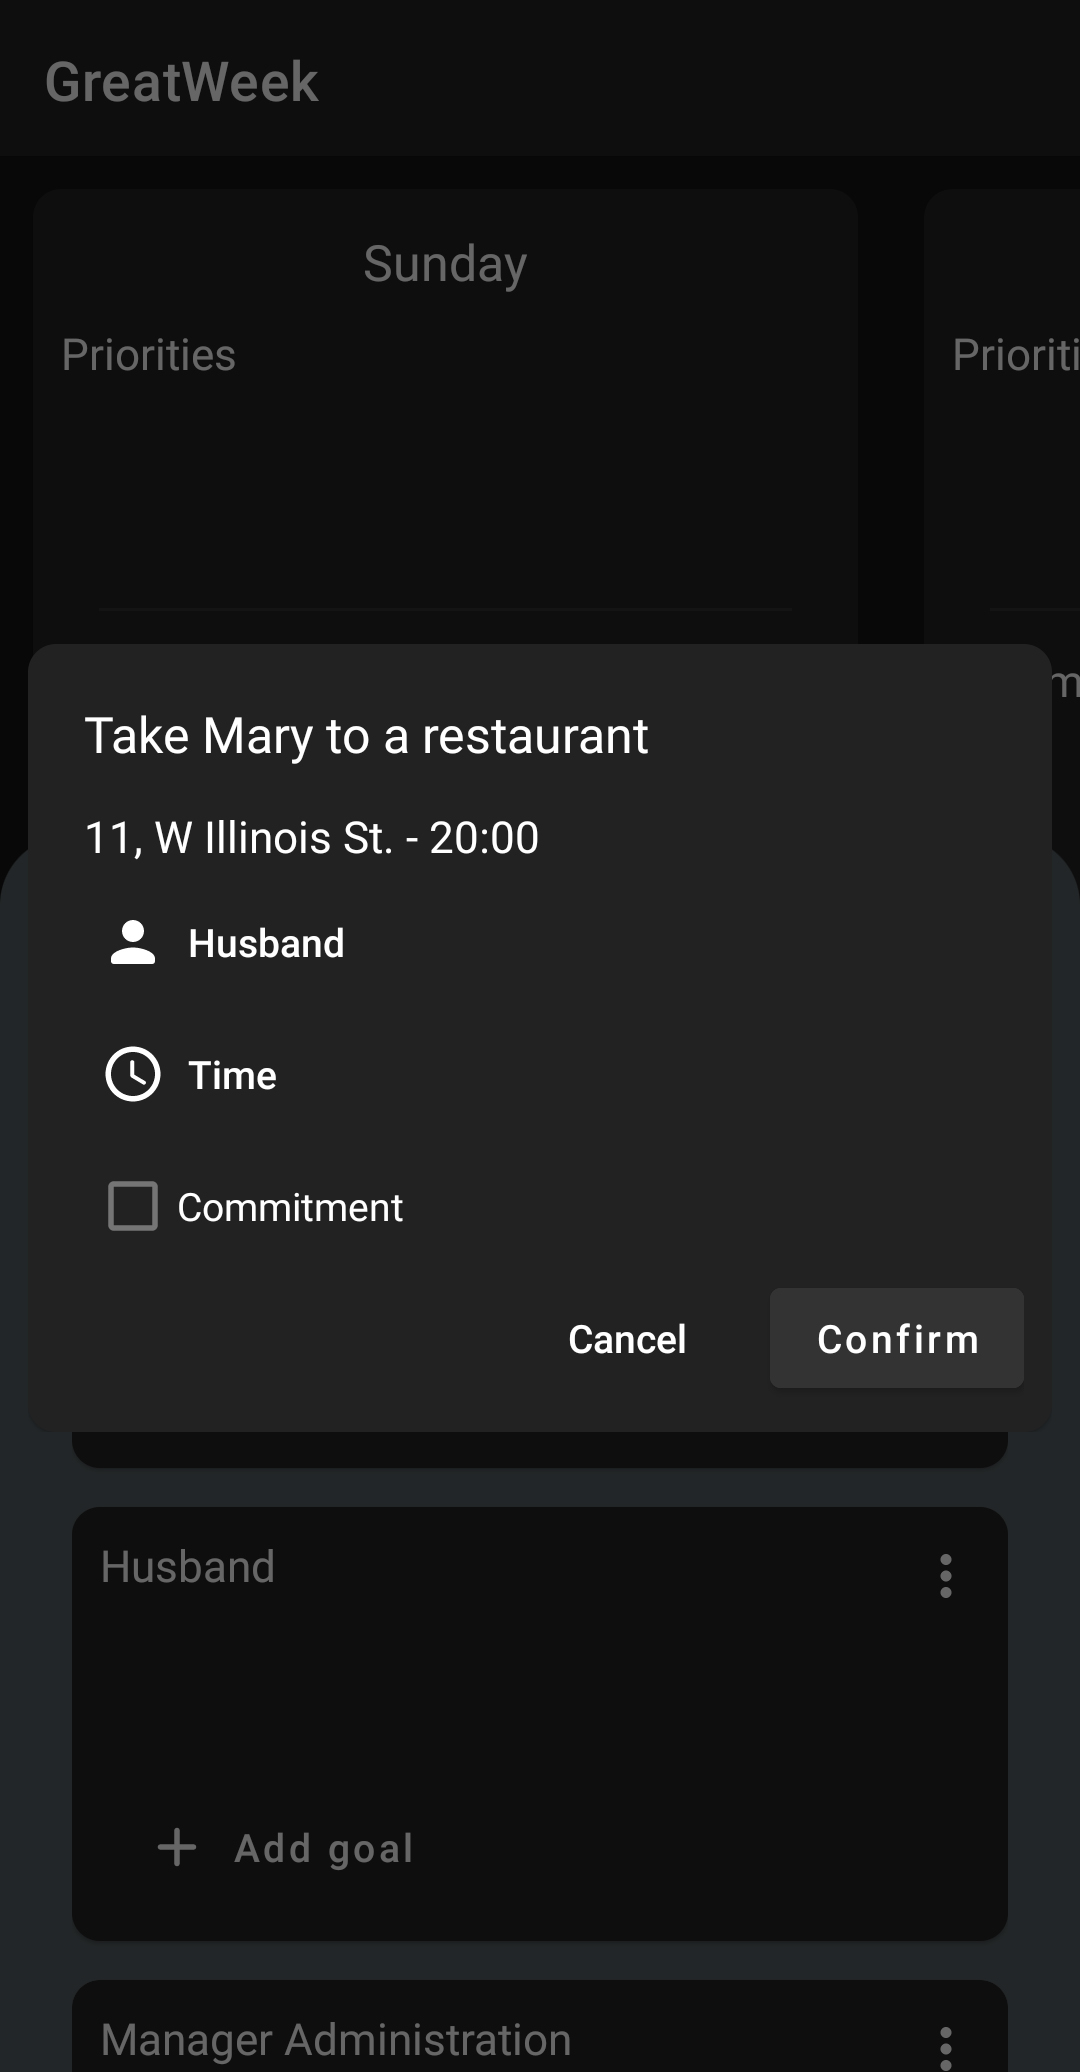 GreatWeek
Sunday
Priorities
Take Mary to a restaurant
11, W Illinois St. - 20:00
Husband
Time
Commitment
Cancel
Confirm
Husband
Add goal
Manager Administration